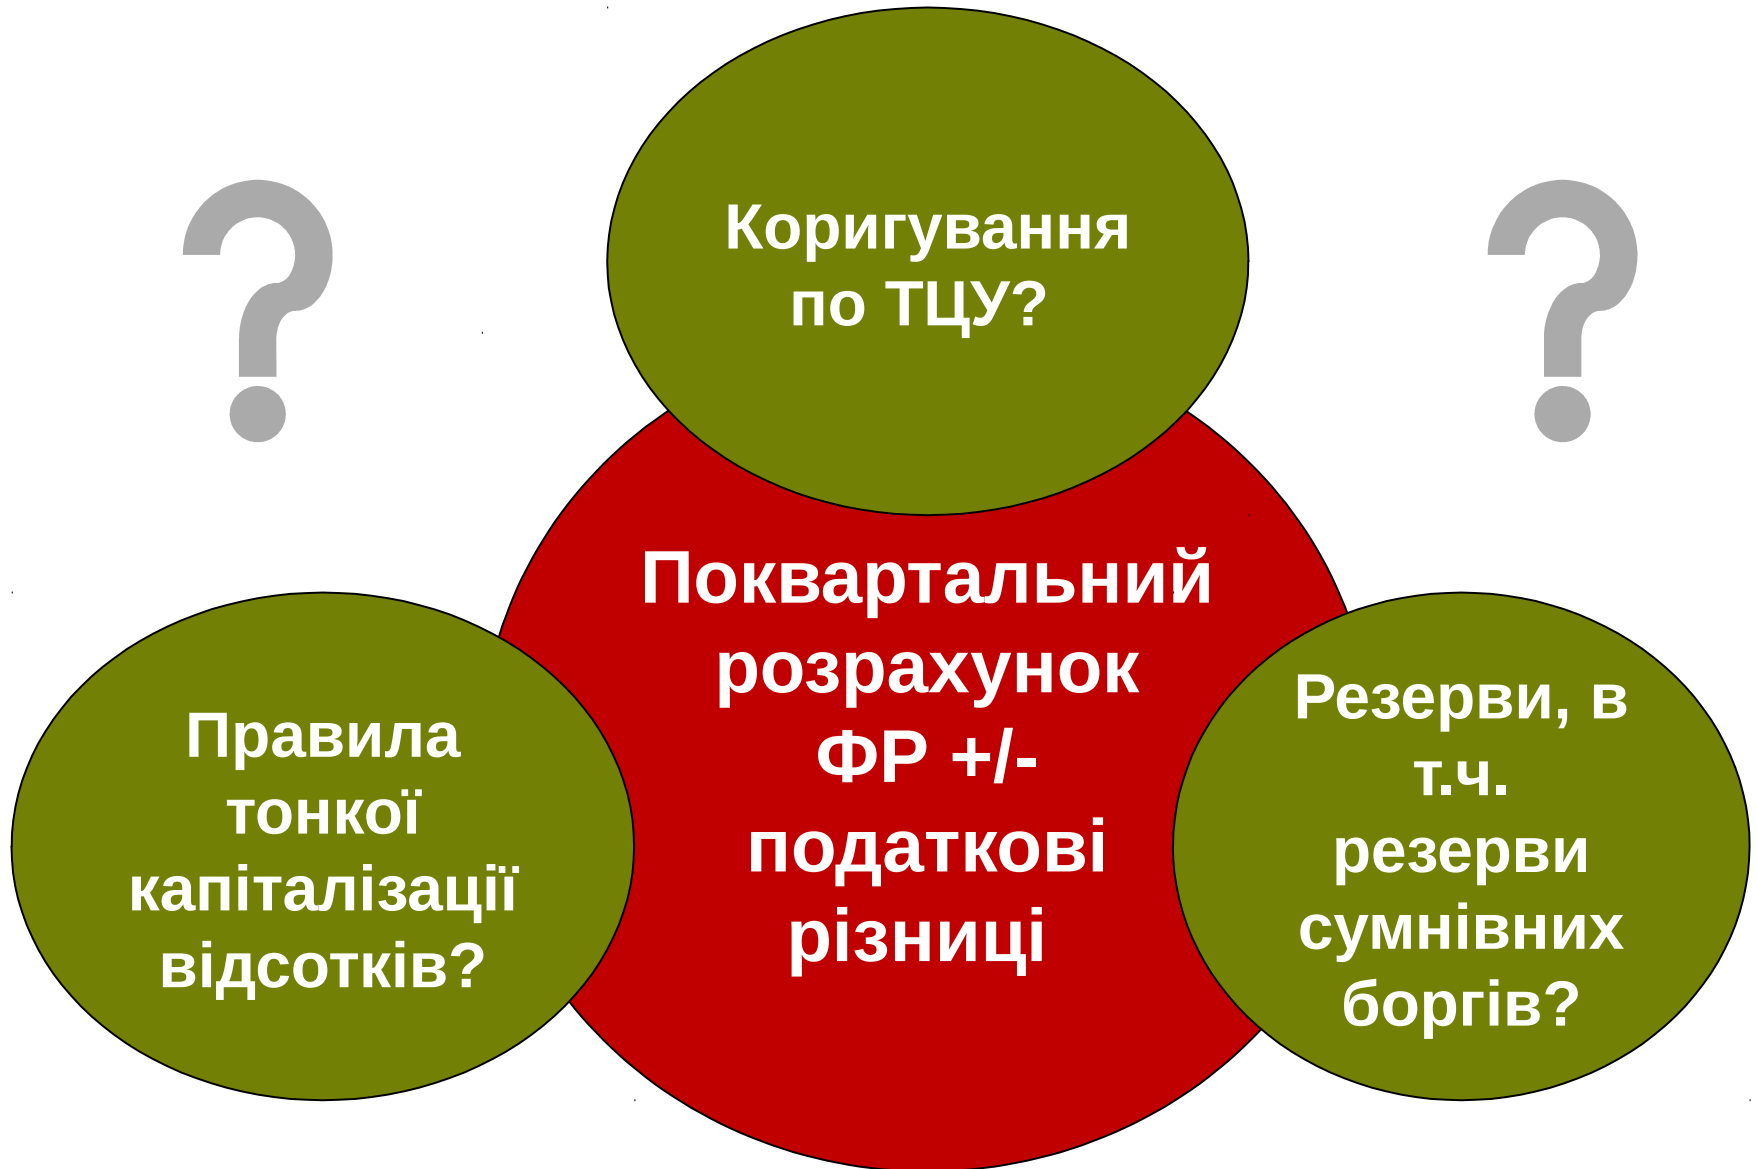 Коригування
по ТЦУ?
Поквартальний
розрахунок
ФР +/-
податкові
різниці
Правила
тонкої
капіталізації
відсотків?
Резерви, в
т.ч.
резерви
сумнівних
боргів?